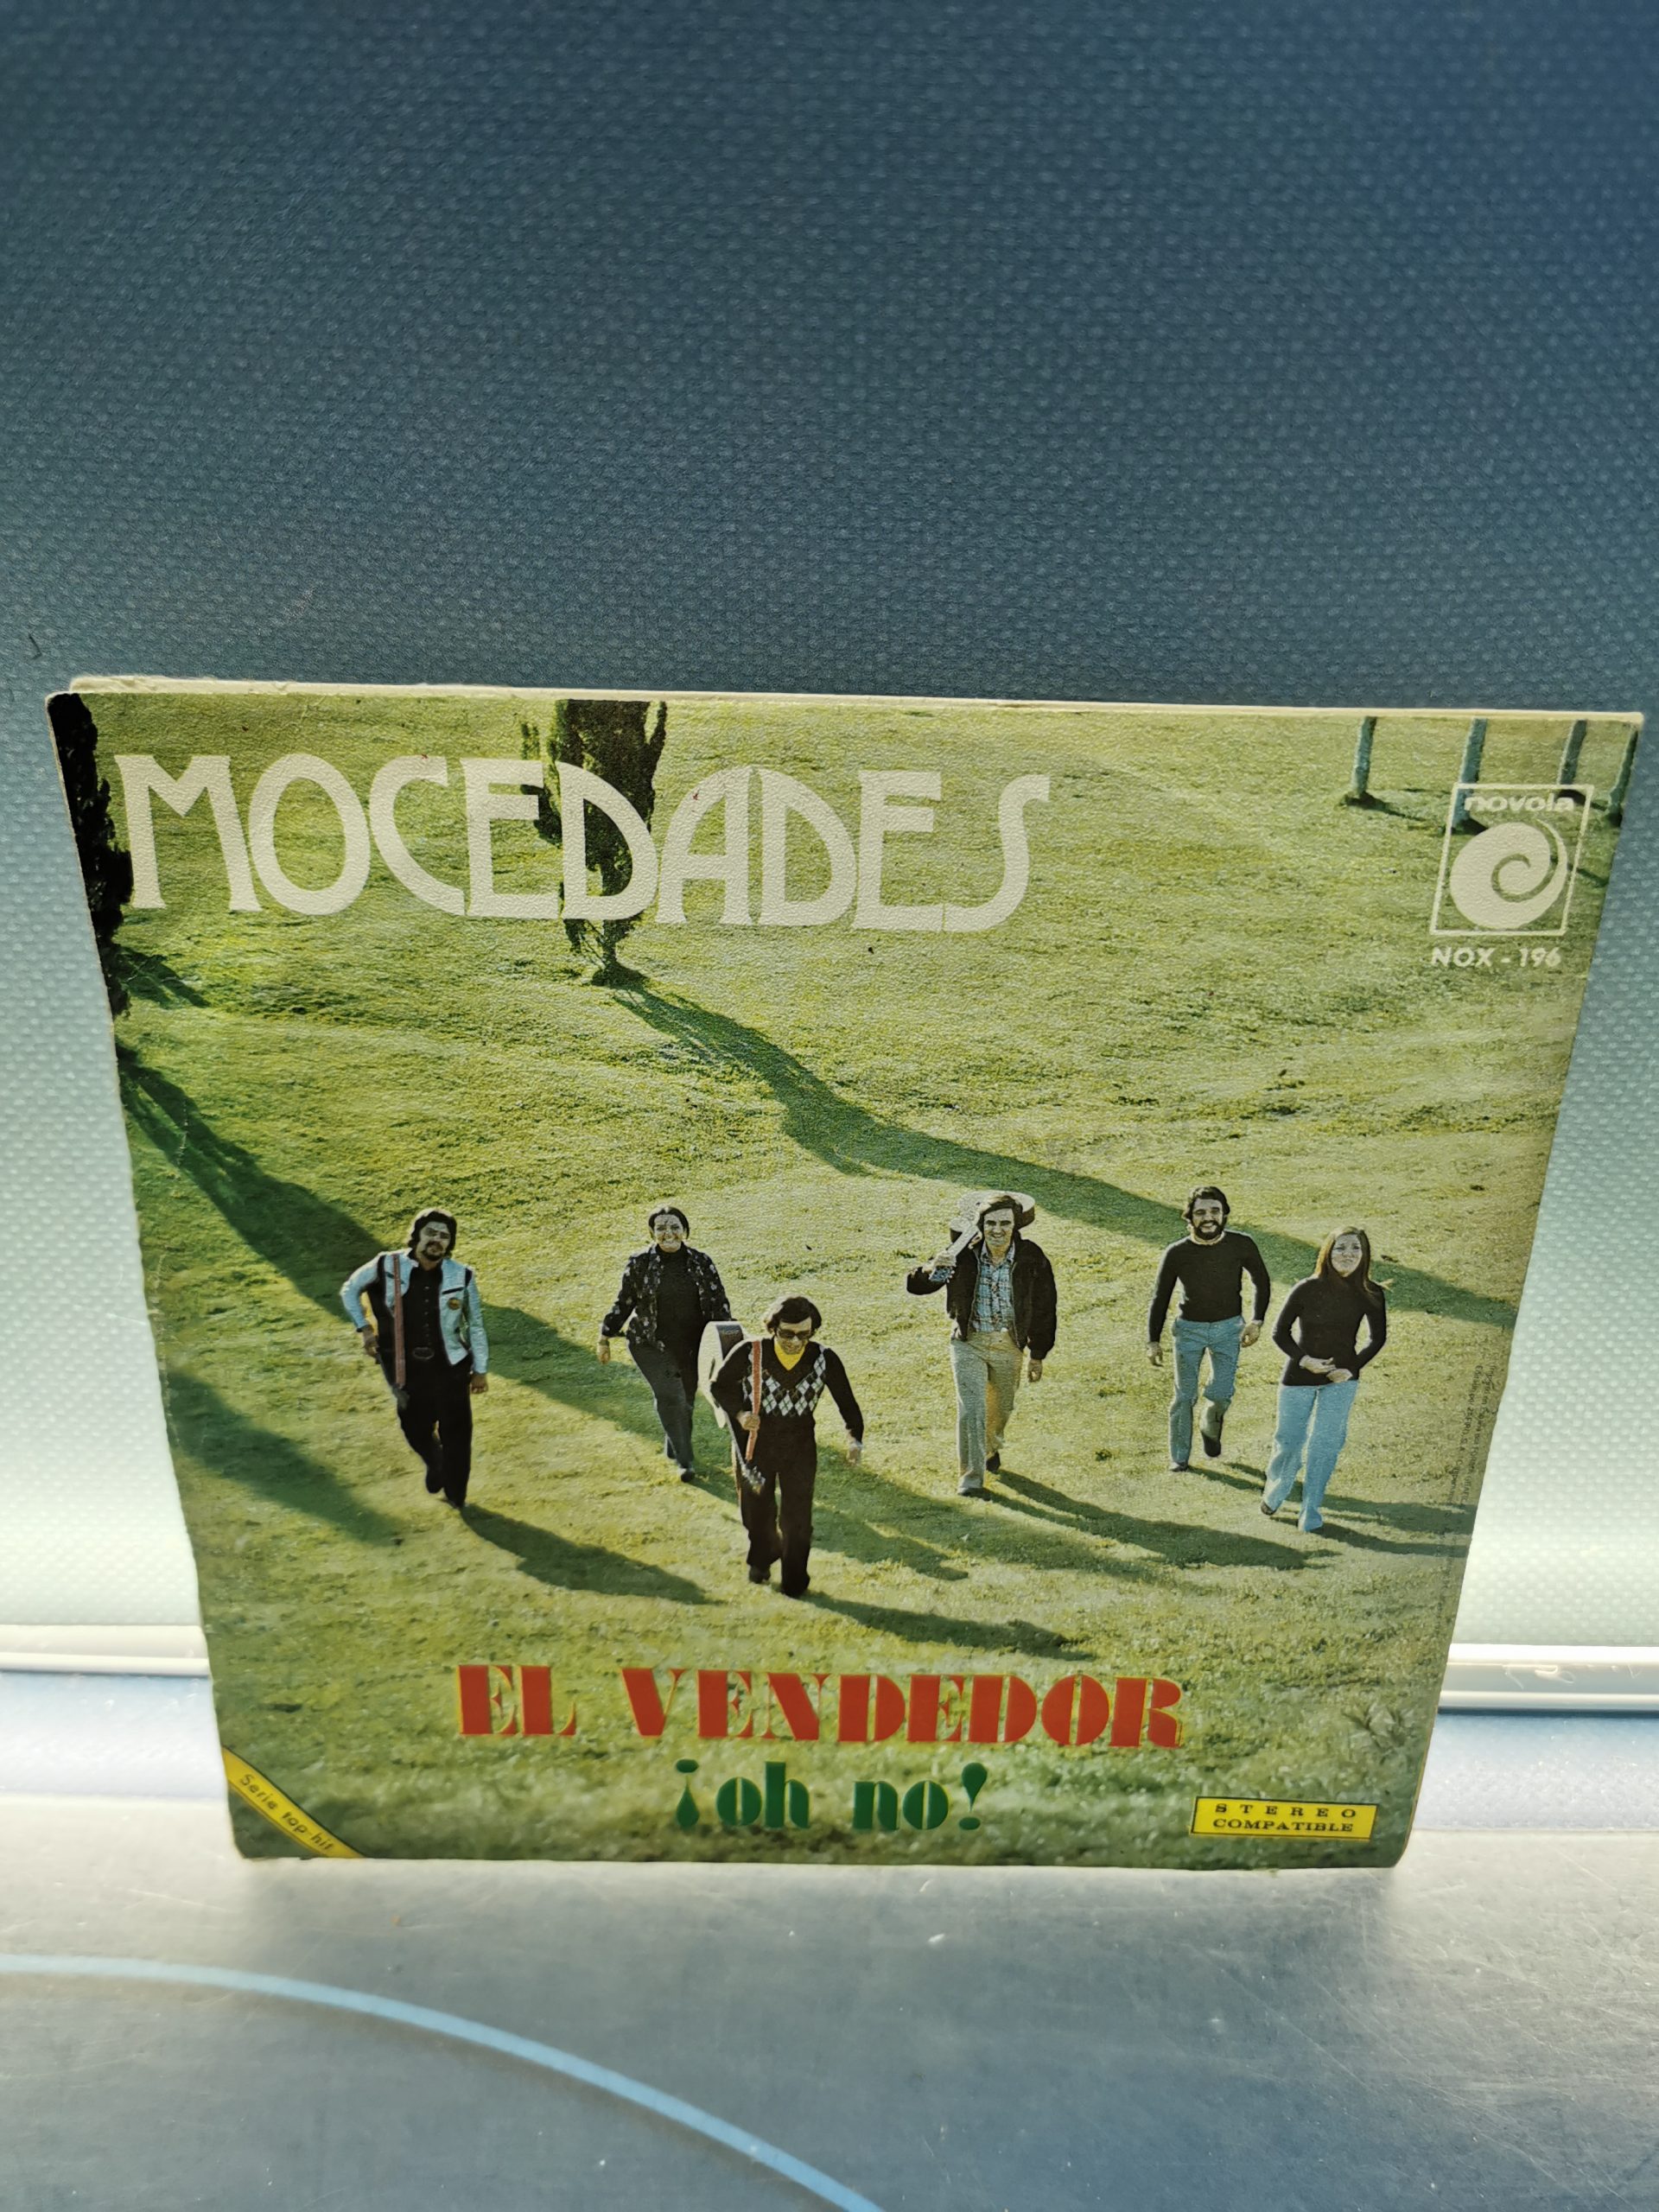 MOCEDADES
novola
NOX - 196
EL VENDEDOR
¡oh no!
Serie top-hit
STEREO
COMPATIBLE